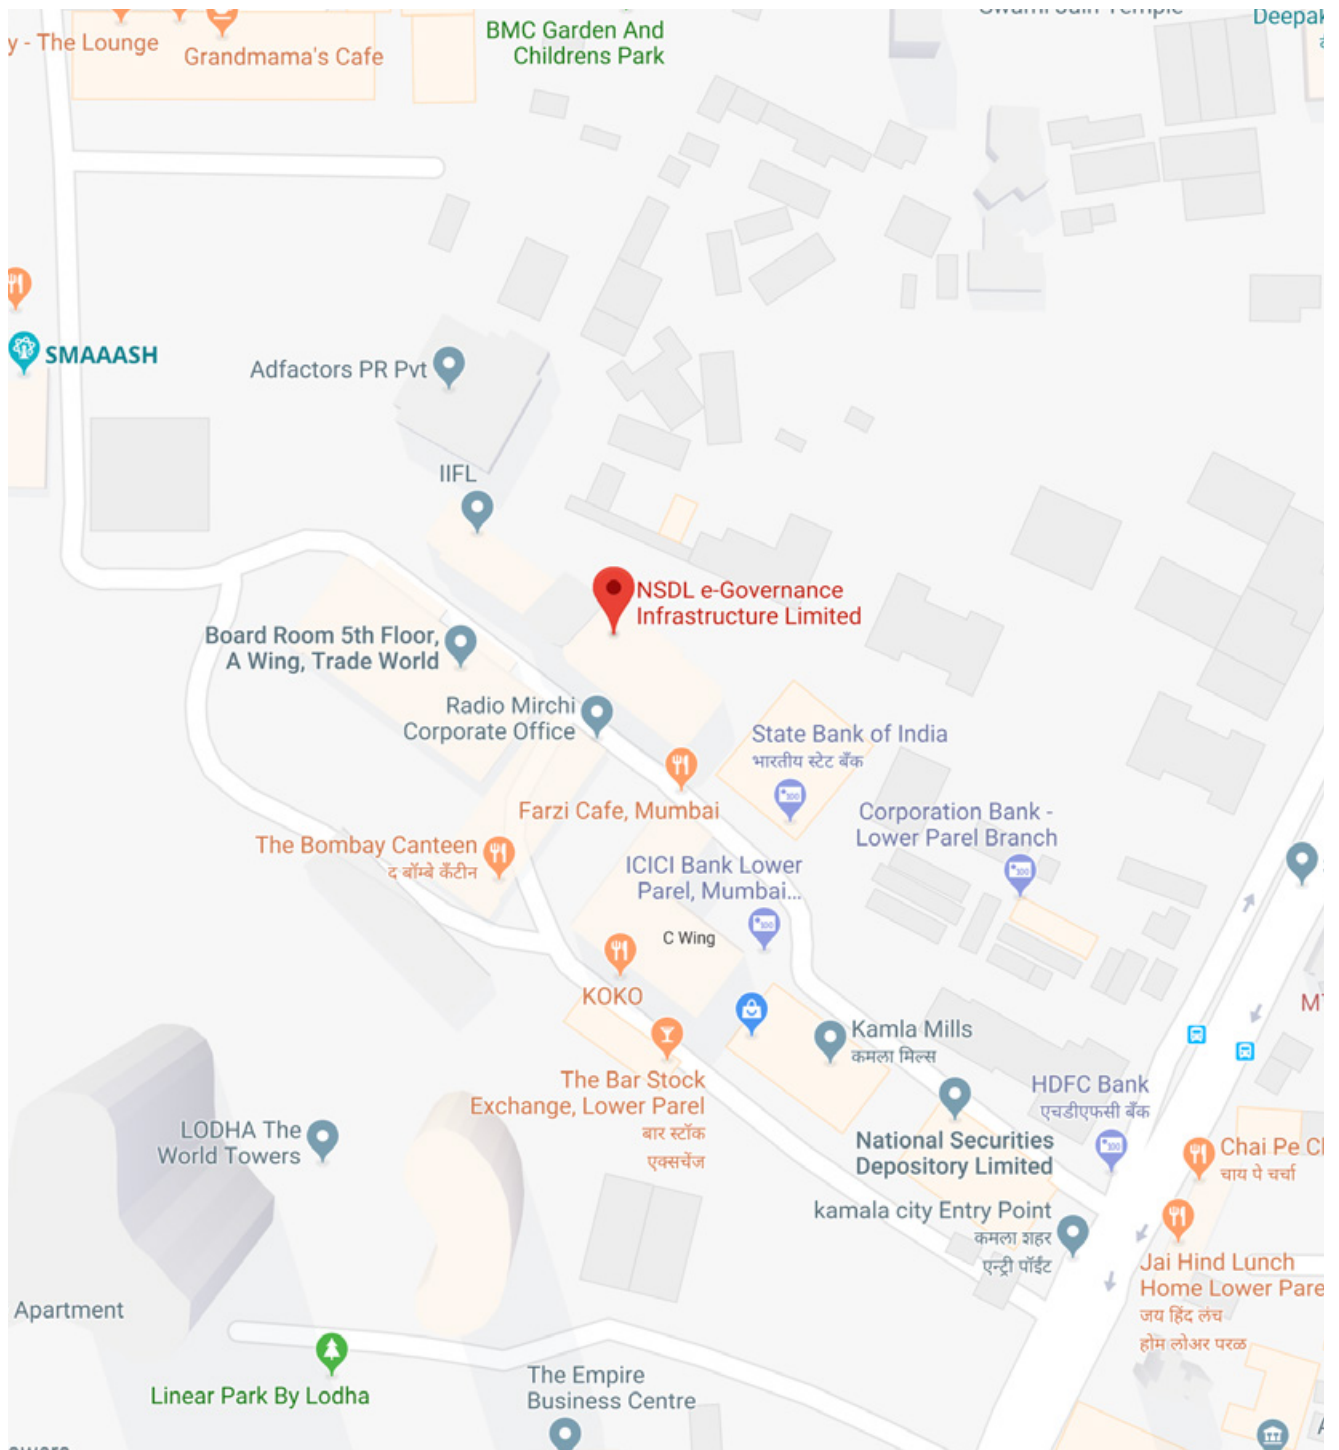 Swami Jain Temple
Deepak
y - The Lounge
Grandmama's Cafe
BMC Garden And
Childrens Park
SMAAASH
Adfactors PR Pvt
IIFL
NSDL e-Governance
Infrastructure Limited
Board Room 5th Floor,
A Wing, Trade World
Radio Mirchi
Corporate Office
State Bank of India
भारतीय स्टेट बँक
Farzi Cafe, Mumbai
Corporation Bank -
Lower Parel Branch
The Bombay Canteen
द बॉम्बे कॅंटीन
ICICI Bank Lower
Parel, Mumbai...
C Wing
KOKO
Kamla Mills
कमला मिल्स
The Bar Stock
Exchange, Lower Parel
बार स्टॉक
एक्सचेंज
HDFC Bank
एचडीएफसी बँक
LODHA The
World Towers
National Securities
Depository Limited
Chai Pe C
चाय पे चर्चा
kamala city Entry Point
कमला शहर
एन्ट्री पॉईंट
Jai Hind Lunch
Home Lower Pare
जय हिंद लंच
होम लोअर परळ
Apartment
Linear Park By Lodha
The Empire
Business Centre